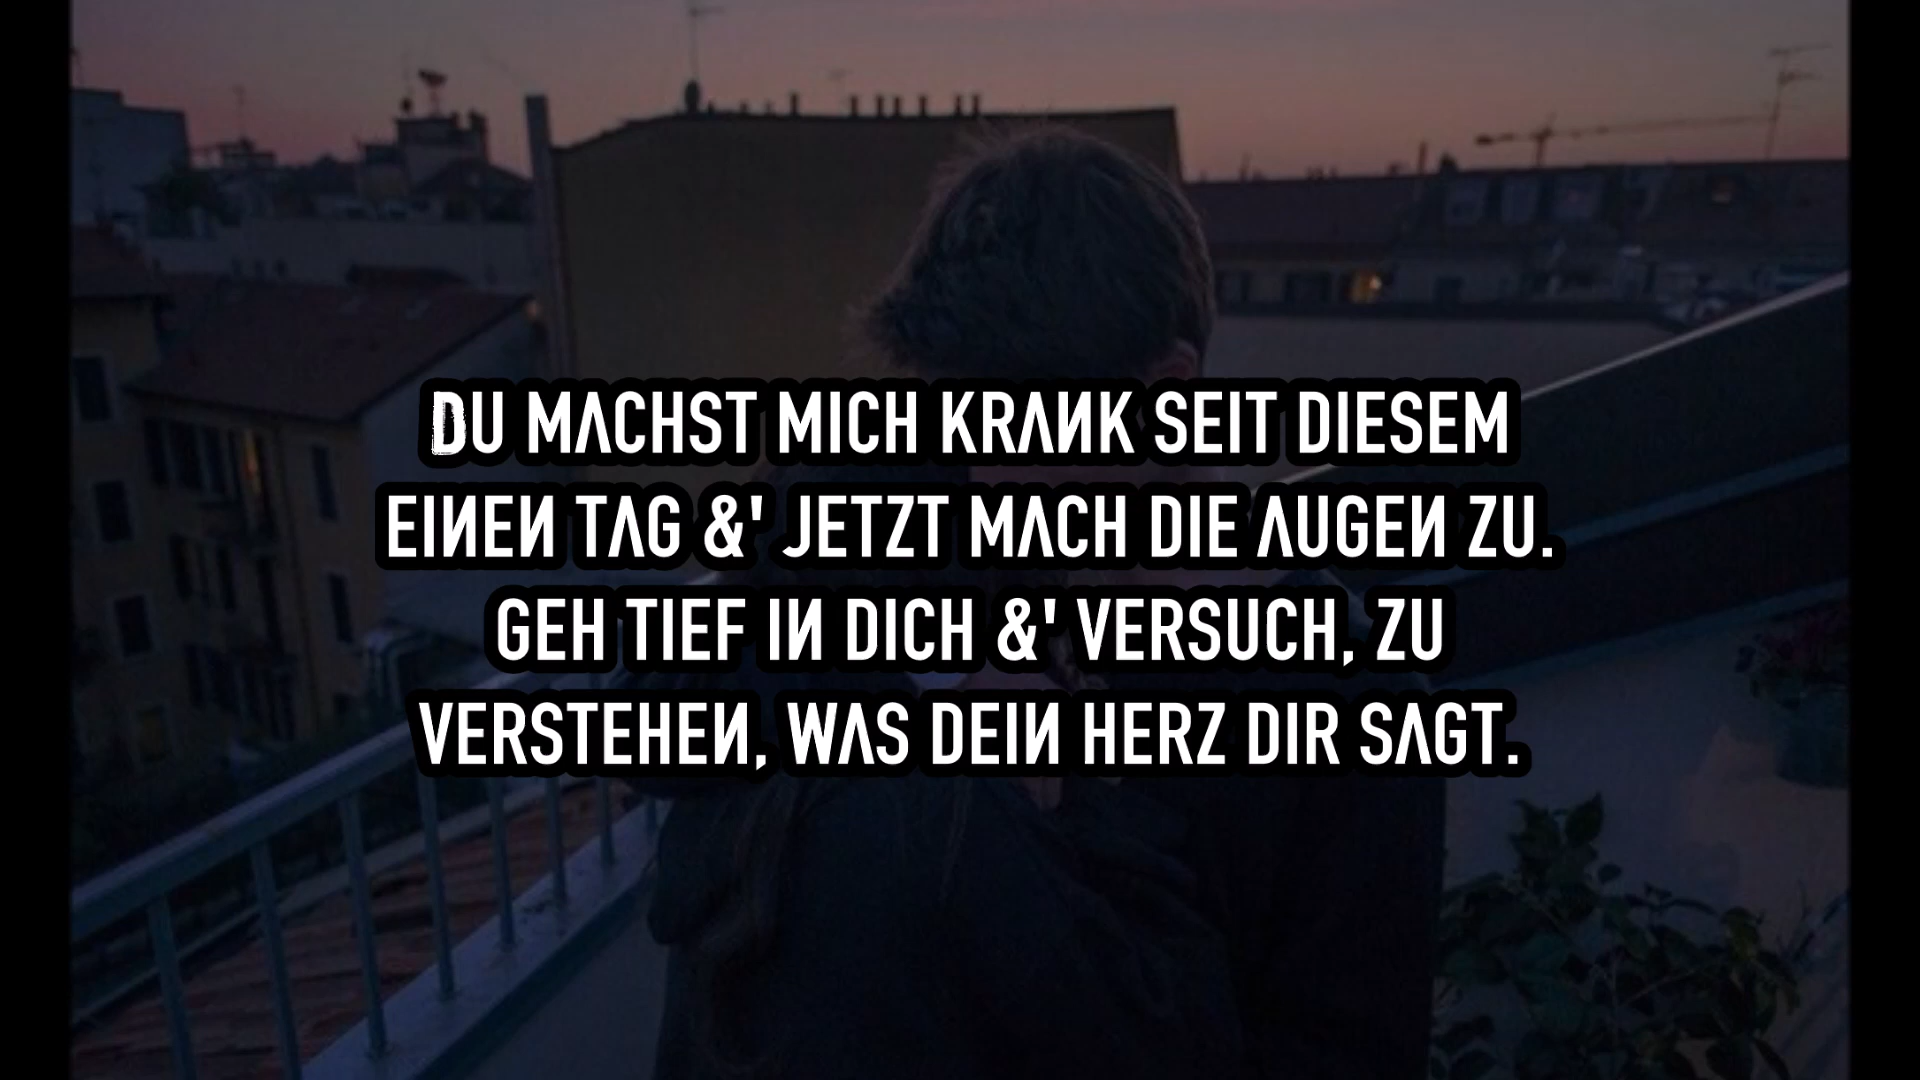 DU MACHST MICH KRANK SEIT DIESEM
EINEN TAG &' JETZT MACH DIE AUGEN ZU.
GEH TIEF IN DICH &' VERSUCH, ZU
VERSTEHEN, WAS DEIN HERZ DIR SAGT.